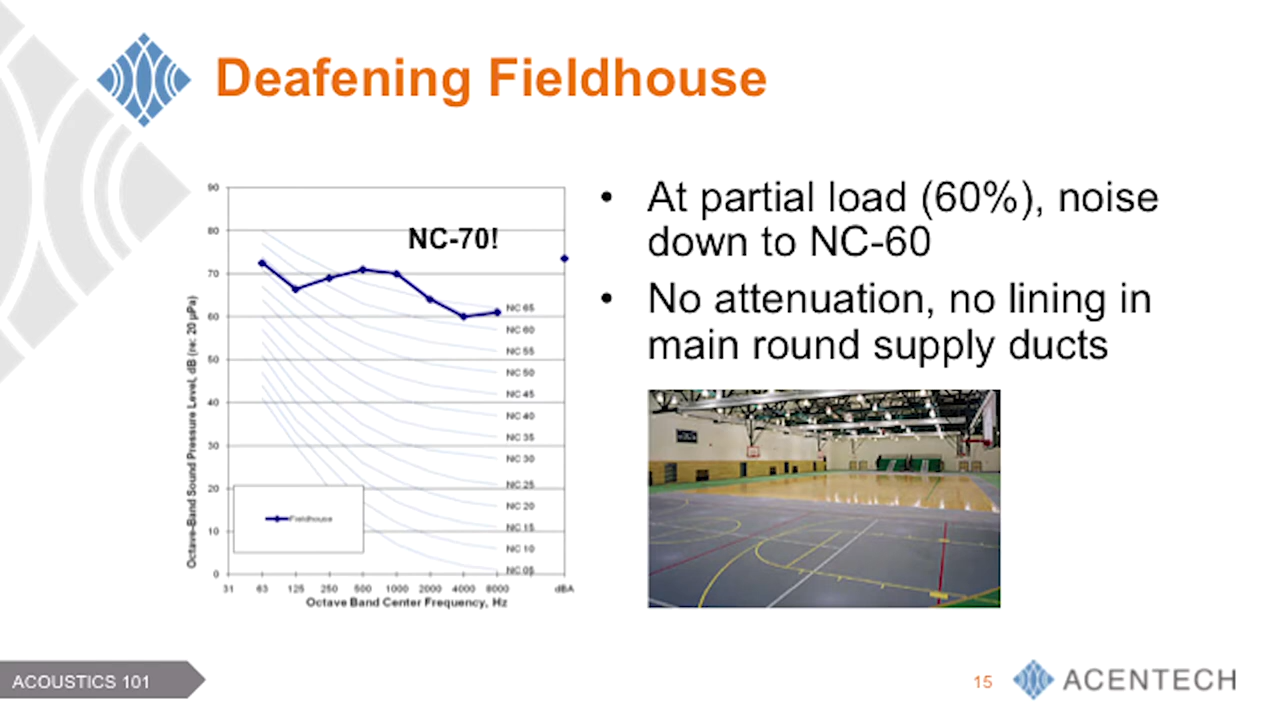 Deafening Fieldhouse
90
80
70
60
50
40
30
20
10
0
Octave-Band Sound Pressure Level, dB (re: 20 µPa)
NC-70!
NC 65
NC 60
NC 55
NC 50
NC 45
NC 40
NC 35
NC 30
NC 25
NC 20
NC 15
NC 10
NC 05
Fieldhouse
31 63 125 250 500 1000 2000 4000 8000 dBA
Octave Band Center Frequency, Hz
• At partial load (60%), noise
down to NC-60
• No attenuation, no lining in
main round supply ducts
ACOUSTICS 101
15
ACENTECH